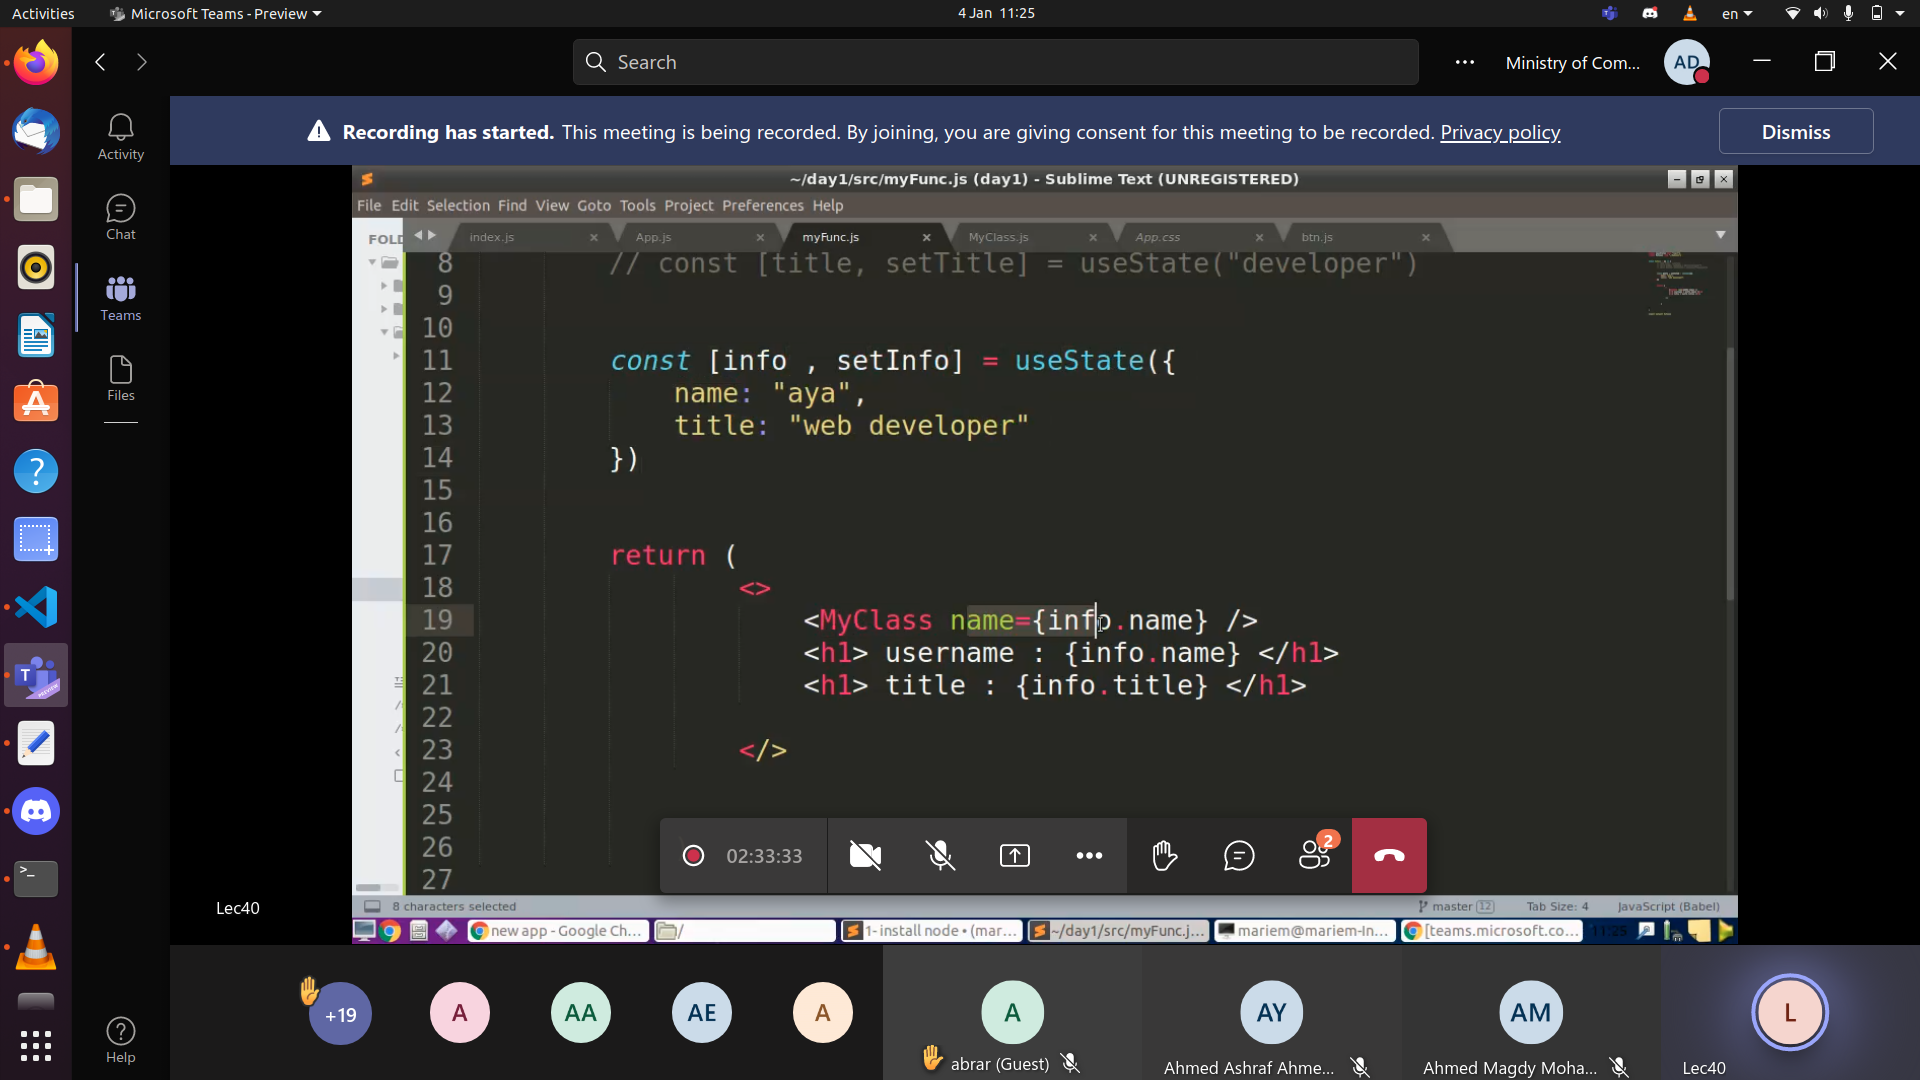 Activities
Microsoft Teams - Preview
4 Jan 11:25
en
Search
Ministry of Com...
AD
Recording has started. This meeting is being recorded. By joining, you are giving consent for this meeting to be recorded. Privacy policy
Dismiss
Activity
Chat
Teams
Files
Help
~/day1/src/myFunc.js (day1) - Sublime Text (UNREGISTERED)
File Edit Selection Find View Goto Tools Project Preferences Help
FOLD
index.js
App.js
myFunc.js
MyClass.js
App.css
btn.js
8 // const [title, setTitle] = useState("developer")
9
10
11 const [info , setInfo] = useState({
12 name: "aya",
13 title: "web developer"
14 })
15
16
17 return (
18 <>
19 <MyClass name={info.name} />
20 <h1> username : {info.name} </h1>
21 <h1> title : {info.title} </h1>
22
23 </>
24
25
26
27
02:33:33
2
Lec40
8 characters selected
master 12
Tab Size: 4
JavaScript (Babel)
new app - Google Ch...
/
1- install node • (mar...
~/day1/src/myFunc.j...
mariem@mariem-In...
[teams.microsoft.co...
11:25
+19
A
AA
AE
A
A
abrar (Guest)
AY
Ahmed Ashraf Ahme...
AM
Ahmed Magdy Moha...
L
Lec40